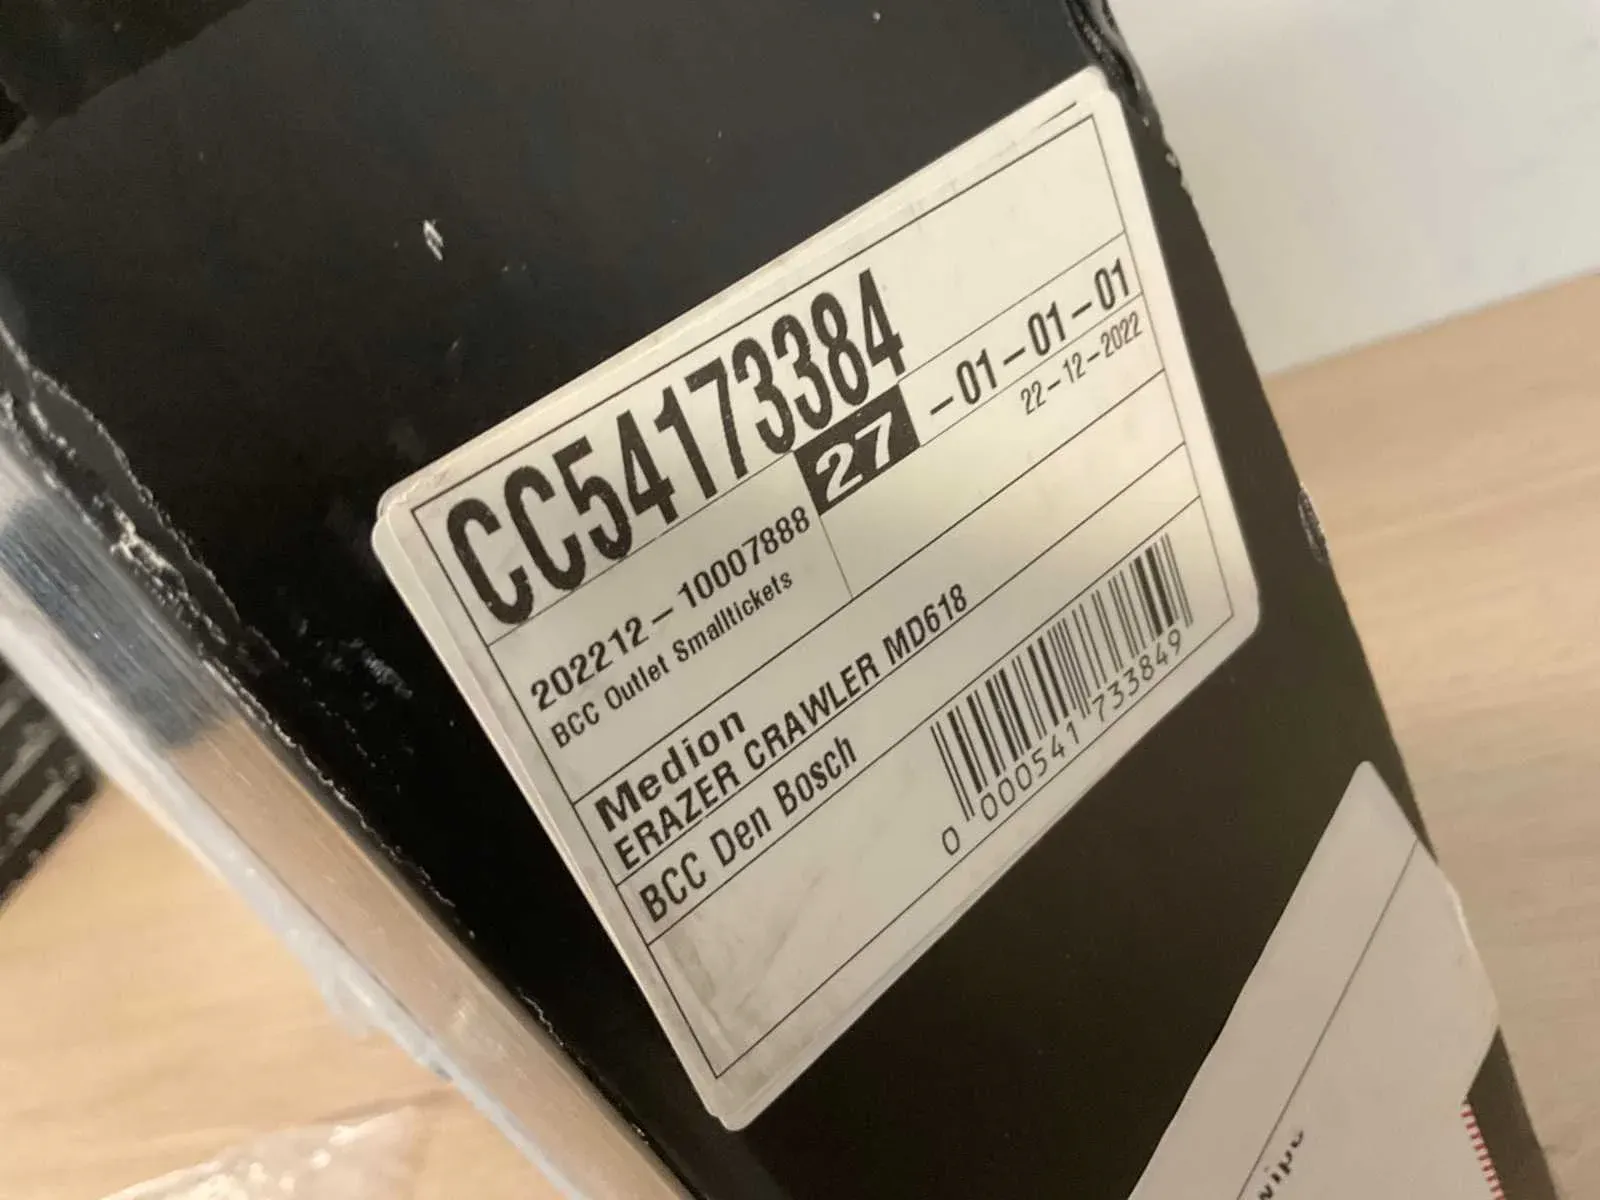 CC54173384
27-01-01-01
202212-10007888
22-12-2022
BCC Outlet Smalltickets
Medion
ERAZER CRAWLER MD618
BCC Den Bosch
0 000541 733849